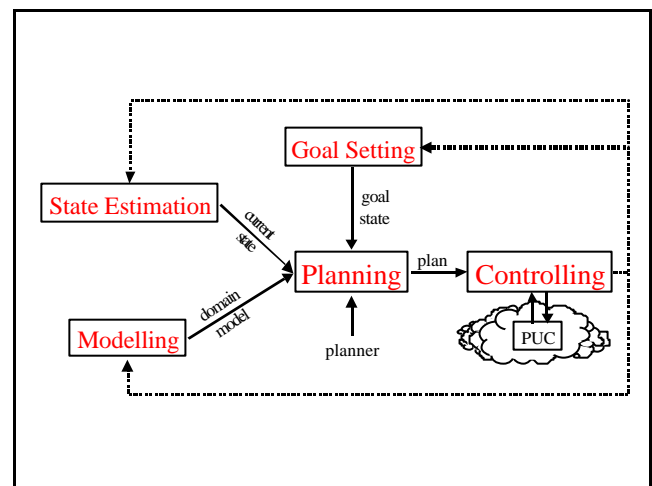 Goal Setting
State Estimation
goal
state
current
state
Planning
plan
Controlling
domain
model
Modelling
planner
PUC